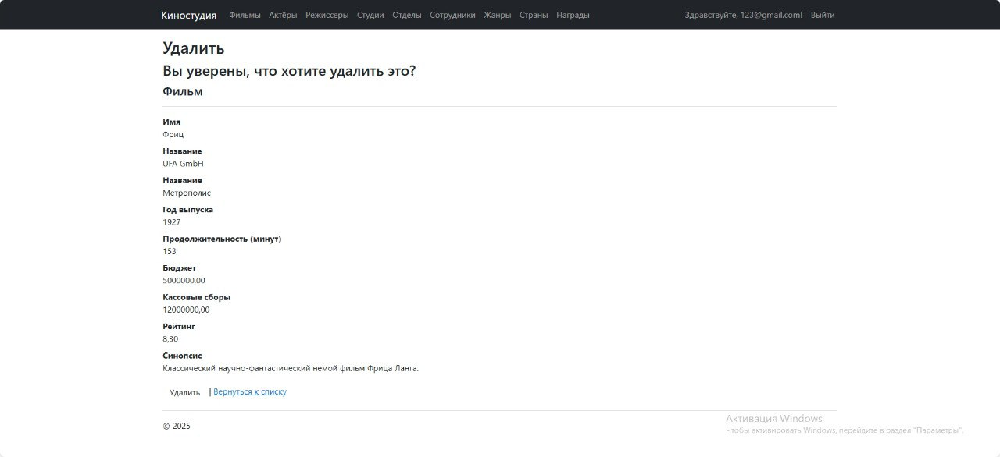 Киностудия Фильмы Актёры Режиссеры Студии Отделы Сотрудники Жанры Страны Награды Здравствуйте, 123@gmail.com! Выйти
Удалить
Вы уверены, что хотите удалить это?
Фильм
Имя
Фриц
Название
UFA GmbH
Название
Метрополис
Год выпуска
1927
Продолжительность (минут)
153
Бюджет
5000000,00
Кассовые сборы
12000000,00
Рейтинг
8,30
Синопсис
Классический научно-фантастический немой фильм Фрица Ланга.
Удалить | Вернуться к списку
© 2025
Активация Windows
Чтобы активировать Windows, перейдите в раздел "Параметры".